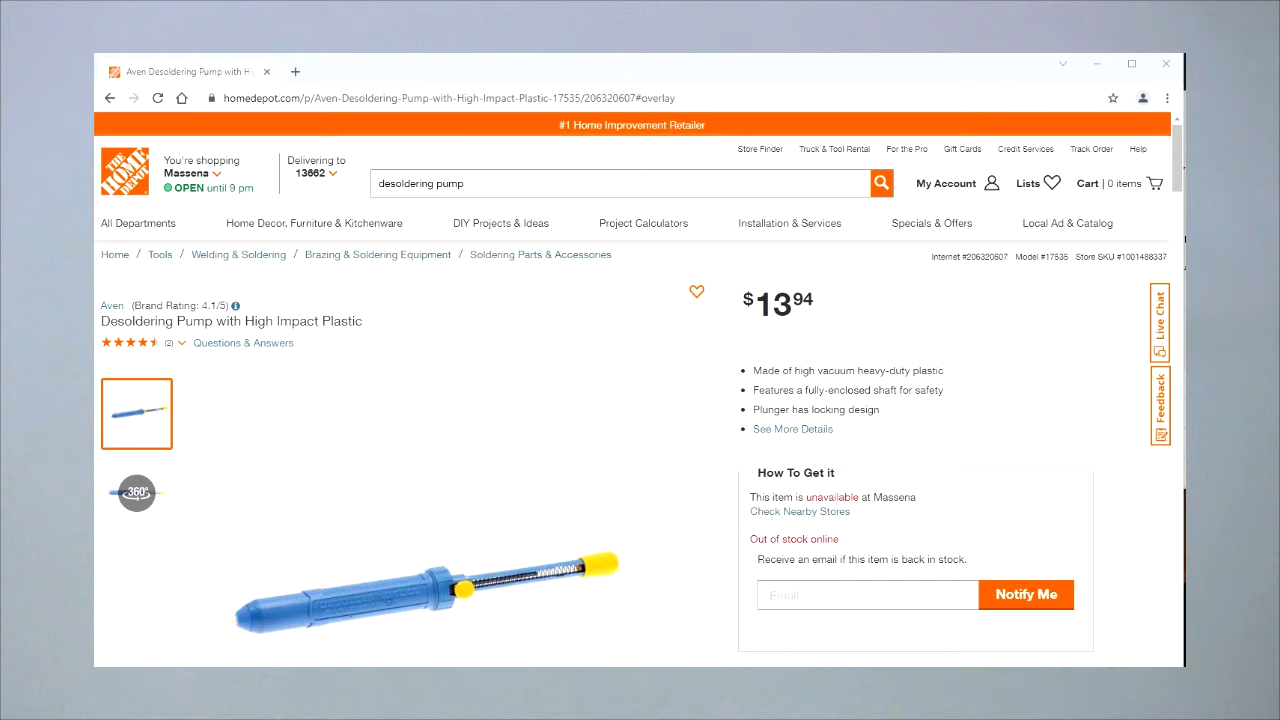 Aven Desoldering Pump with Hi
homedepot.com/p/Aven-Desoldering-Pump-with-High-Impact-Plastic-17535/206320607#overlay
#1 Home Improvement Retailer
Store Finder Truck & Tool Rental For the Pro Gift Cards Credit Services Track Order Help
THE HOME DEPOT
You're shopping
Massena
OPEN until 9 pm
Delivering to
13662
desoldering pump
My Account Lists Cart | 0 items
All Departments Home Decor, Furniture & Kitchenware DIY Projects & Ideas Project Calculators Installation & Services Specials & Offers Local Ad & Catalog
Home / Tools / Welding & Soldering / Brazing & Soldering Equipment / Soldering Parts & Accessories
Internet #206320607 Model #17535 Store SKU #1001488337
Aven (Brand Rating: 4.1/5)
Desoldering Pump with High Impact Plastic
(2) Questions & Answers
$13 94
Live Chat
Feedback
• Made of high vacuum heavy-duty plastic
• Features a fully-enclosed shaft for safety
• Plunger has locking design
• See More Details
360°
How To Get it
This item is unavailable at Massena
Check Nearby Stores
Out of stock online
Receive an email if this item is back in stock.
Email
Notify Me